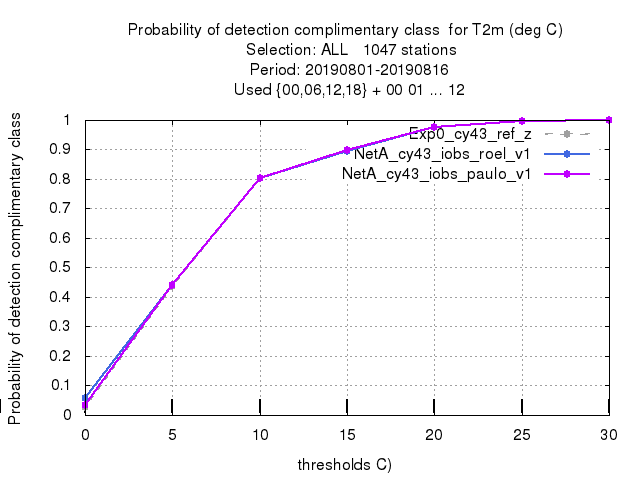 Probability of detection complimentary class  for T2m (deg C)
Selection: ALL   1047 stations
Period: 20190801-20190816
Used {00,06,12,18} + 00 01 ... 12
Probability of detection complimentary class
1
0.9
0.8
0.7
0.6
0.5
0.4
0.3
0.2
0.1
0
Exp0_cy43_ref_z
NetA_cy43_iobs_roel_v1
NetA_cy43_iobs_paulo_v1
0 5 10 15 20 25 30
thresholds C)